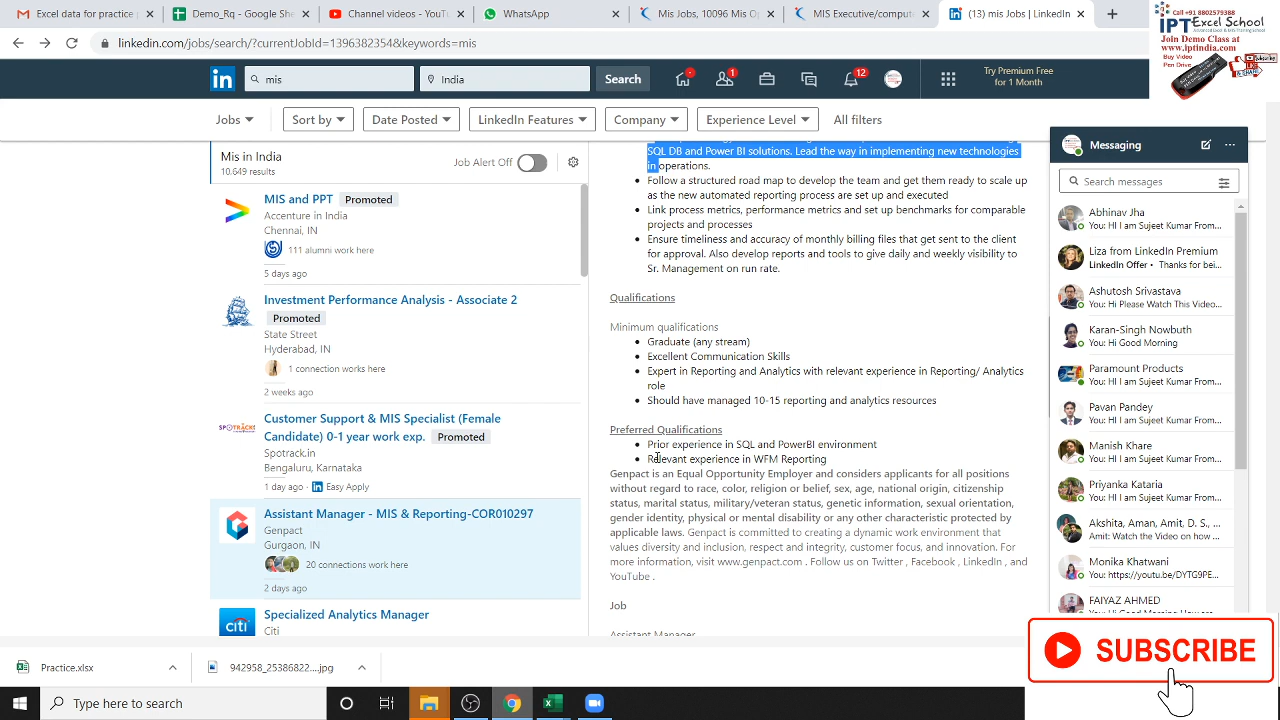 Email Data for practice
Demo_Rq - Google She
Channel videos - YouT
WhatsApp
Mis Jobs, 10096
MIS Executive/
(13) mis Jobs | LinkedIn
Call +91 8802579388
IPT Excel School
Advanced Excel & MIS Training School
Join Demo Class at
www.iptindia.com
Buy Video
Pen Drive
Subscribe
& SHARE
linkedin.com/jobs/search/?currentJobId=1396382354&keywords=mi
mis
India
Search
1
12
Try Premium Free
for 1 Month
Jobs
Sort by
Date Posted
LinkedIn Features
Company
Experience Level
All filters
Mis in India
10,649 results
Job Alert Off
MIS and PPT
Promoted
Accenture in India
Chennai, IN
111 alumni work here
5 days ago
Investment Performance Analysis - Associate 2
Promoted
State Street
Hyderabad, IN
1 connection works here
2 weeks ago
Customer Support & MIS Specialist (Female
Candidate) 0-1 year work exp.
Promoted
SPOTRACK
Spotrack.in
Bengaluru, Karnataka
1 day ago • Easy Apply
Assistant Manager - MIS & Reporting-COR010297
Genpact
Gurgaon, IN
20 connections work here
2 days ago
Specialized Analytics Manager
citi
Citi
SQL DB and Power BI solutions. Lead the way in implementing new technologies
in operations.
• Follow a structured road map to develop the team and get them ready to scale up
as the new automated reporting process are set up and executed
• Link process metrics, performance metrics and set up benchmarks for comparable
projects and processes
• Ensure timeliness and accuracy of monthly billing files that get sent to the client
for approval. Also develop reports and tools to give daily and weekly visibility to
Sr. Management on run rate.
Qualifications
Minimum qualifications
• Graduate (any stream)
• Excellent Communication Skills
• Expert in Reporting and Analytics with relevant experience in Reporting/ Analytics
role
• Should have managed 10-15 reporting and analytics resources
Preferred Qualifications
• Prior experience in SQL and PowerBI environment
• Relevant experience in WFM Reporting
Genpact is an Equal Opportunity Employer and considers applicants for all positions
without regard to race, color, religion or belief, sex, age, national origin, citizenship
status, marital status, military/veteran status, genetic information, sexual orientation,
gender identity, physical or mental disability or any other characteristic protected by
applicable laws. Genpact is committed to creating a dynamic work environment that
values diversity and inclusion, respect and integrity, customer focus, and innovation. For
more information, visit www.genpact.com . Follow us on Twitter , Facebook , LinkedIn , and
YouTube .
Job
Assistant Manager
Messaging
Search messages
Abhinav Jha
You: HI I am Sujeet Kumar From...
Liza from LinkedIn Premium
LinkedIn Offer • Thanks for bei...
Ashutosh Srivastava
You: Hi Please Watch This Video...
Karan-Singh Nowbuth
You: Hi Good Morning
Paramount Products
You: HI I am Sujeet Kumar From...
Pavan Pandey
You: HI I am Sujeet Kumar From...
Manish Khare
You: HI I am Sujeet Kumar From...
Priyanka Kataria
You: HI I am Sujeet Kumar From...
Akshita, Aman, Amit, D. S., ...
Amit: Watch the Video on how ...
Monika Khatwani
You: https://youtu.be/DYTG9PE...
FAIYAZ AHMED
SUBSCRIBE
Practice.xlsx
942958_25386822....jpg
Type here to search